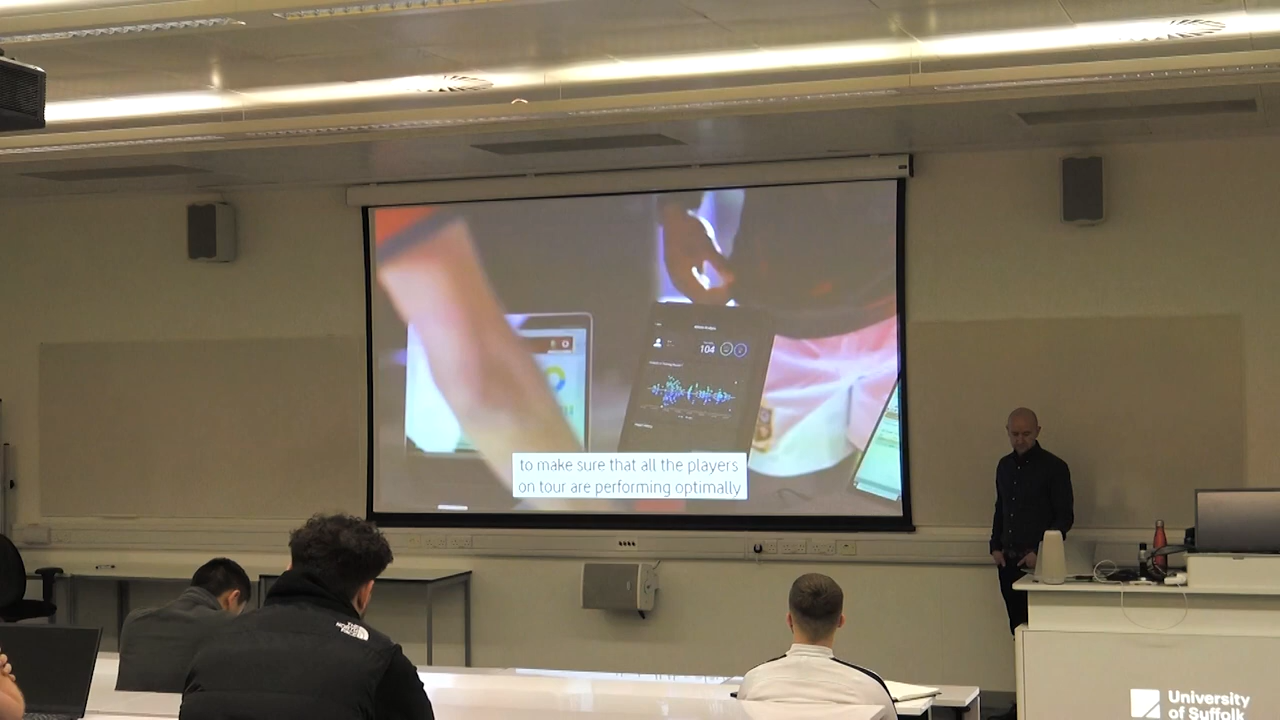 104
to make sure that all the players
on tour are performing optimally
THE
NORTH
FACE
University
of Suffolk